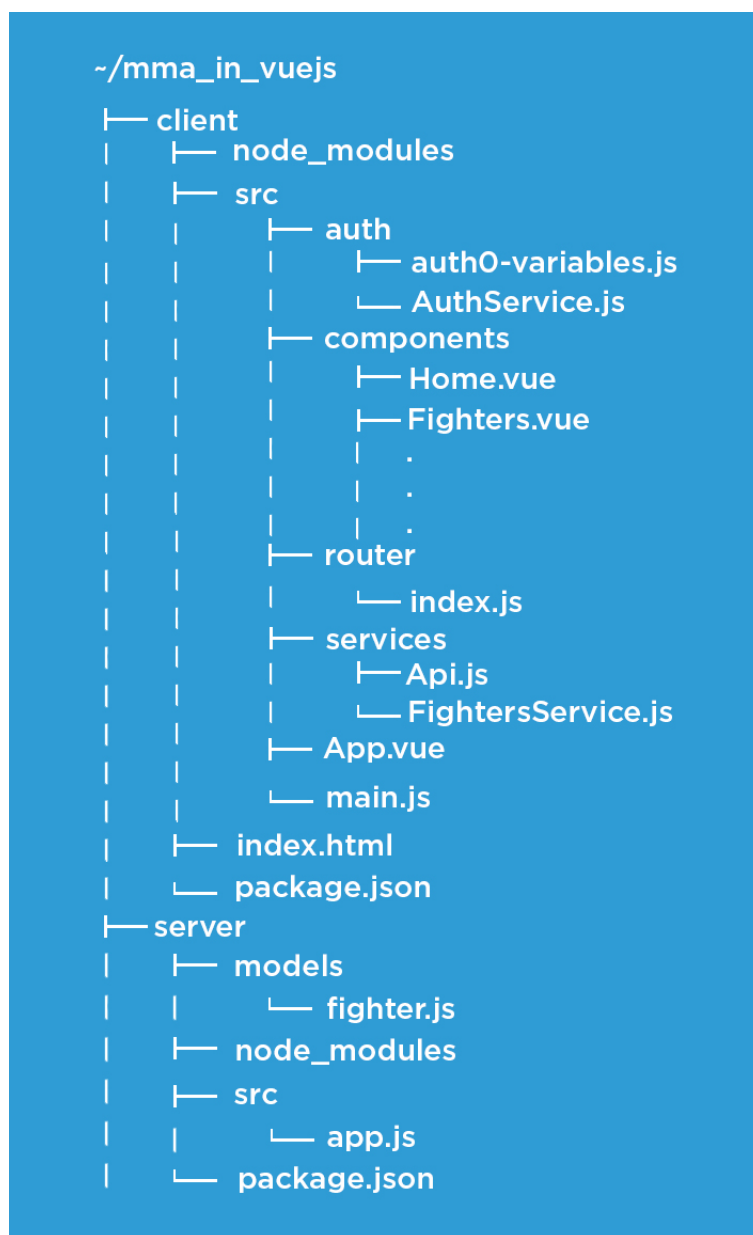 ~/mma_in_vuejs
├── client
|   ├── node_modules
|   ├── src
|   |   ├── auth
|   |   |   ├── auth0-variables.js
|   |   |   └── AuthService.js
|   |   ├── components
|   |   |   ├── Home.vue
|   |   |   ├── Fighters.vue
|   |   |   |   .
|   |   |   |   .
|   |   |   |   .
|   |   ├── router
|   |   |   └── index.js
|   |   ├── services
|   |   |   ├── Api.js
|   |   |   └── FightersService.js
|   |   ├── App.vue
|   |   └── main.js
|   ├── index.html
|   └── package.json
├── server
|   ├── models
|   |   └── fighter.js
|   ├── node_modules
|   ├── src
|   |   └── app.js
|   └── package.json